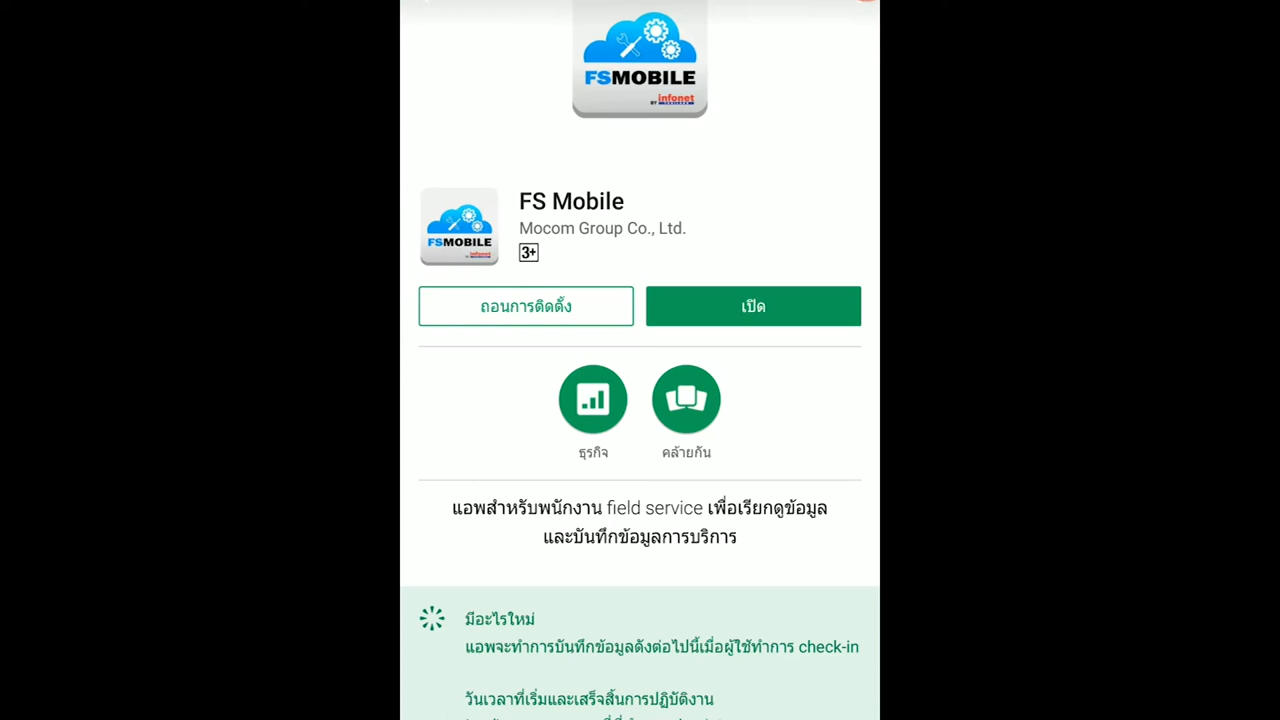 FSMOBILE
BY infonet
THAILAND
FS Mobile
FSMOBILE
Mocom Group Co., Ltd.
3+
ถอนการติดตั้ง
เปิด
ธุรกิจ
คล้ายกัน
แอพสำหรับพนักงาน field service เพื่อเรียกดูข้อมูล
และบันทึกข้อมูลการบริการ
มีอะไรใหม่
แอพจะทำการบันทึกข้อมูลดังต่อไปนี้เมื่อผู้ใช้ทำการ check-in
วันเวลาที่เริ่มและเสร็จสิ้นการปฏิบัติงาน